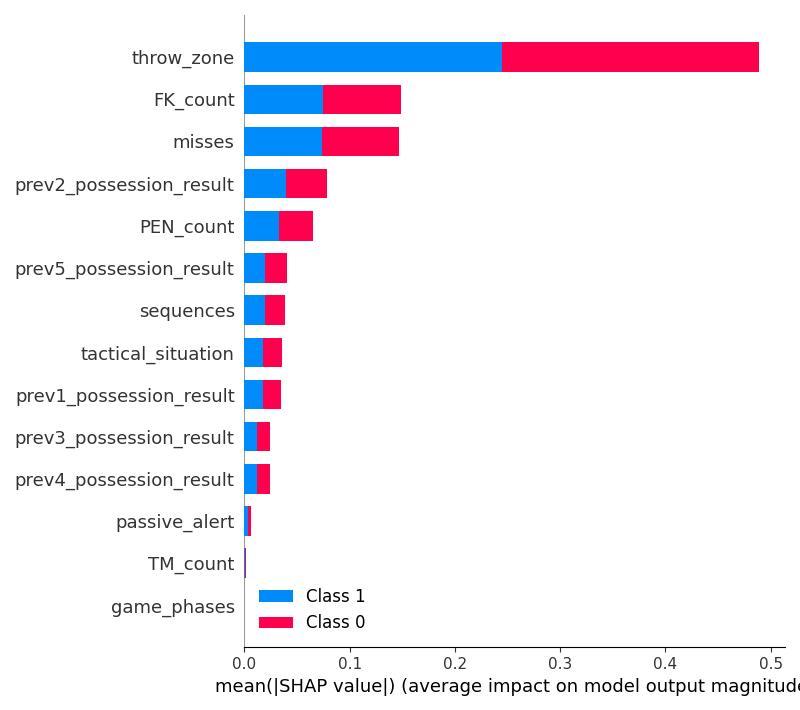 throw_zone
FK_count
misses
prev2_possession_result
PEN_count
prev5_possession_result
sequences
tactical_situation
prev1_possession_result
prev3_possession_result
prev4_possession_result
passive_alert
TM_count
game_phases
Class 1
Class 0
0.0 0.1 0.2 0.3 0.4 0.5
mean(|SHAP value|) (average impact on model output magnitude